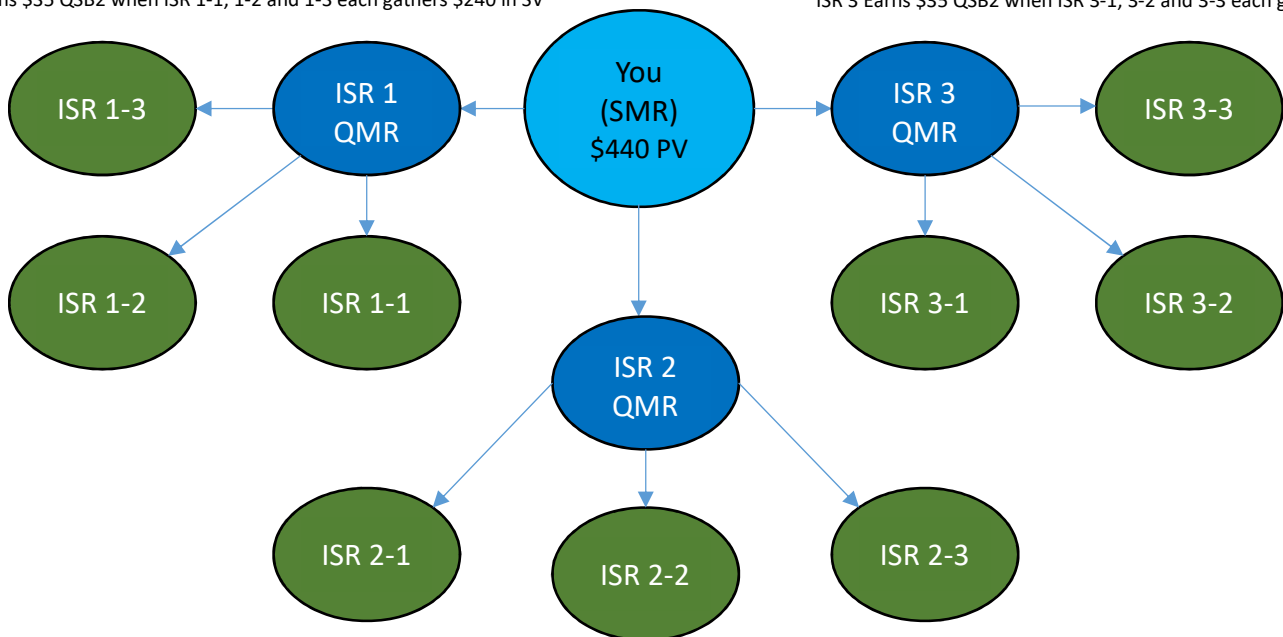 ns $35 QSB2 when ISR 1-1, 1-2 and 1-3 each gathers $240 in SV
ISR 3 Earns $35 QSB2 when ISR 3-1, 3-2 and 3-3 each g
You
(SMR)
$440 PV
ISR 1
QMR
ISR 3
QMR
ISR 1-3
ISR 3-3
ISR 1-2
ISR 1-1
ISR 3-1
ISR 3-2
ISR 2
QMR
ISR 2-1
ISR 2-2
ISR 2-3